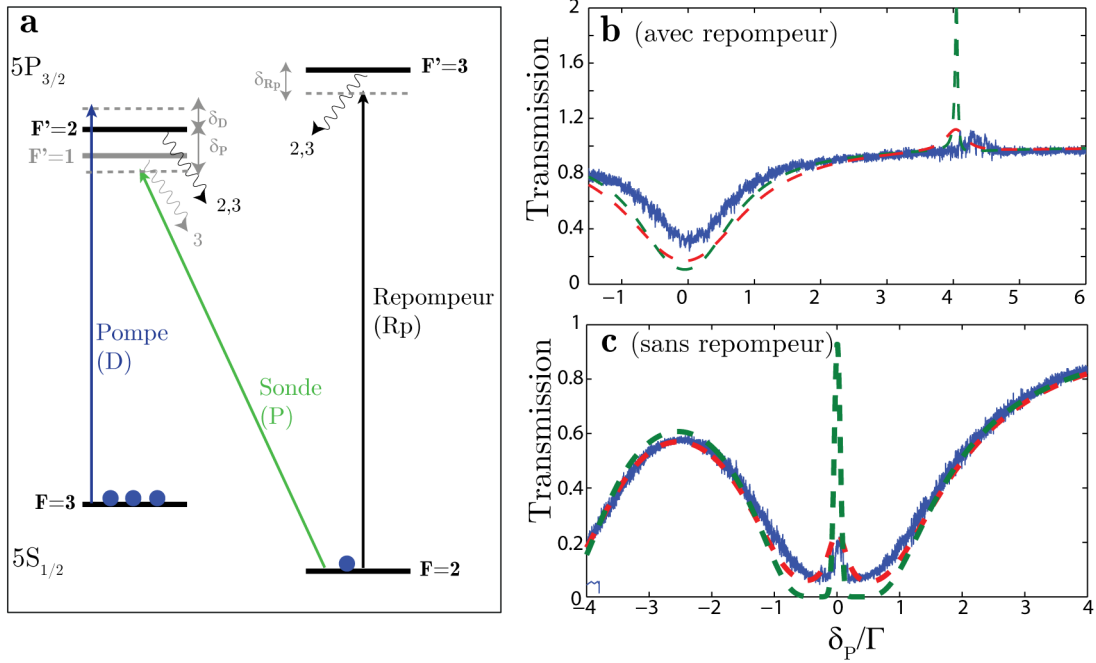 a
5P3/2
F'=3
δRp
δD
F'=2
δP
F'=1
2,3
2,3
3
Pompe
(D)
Repompeur
(Rp)
Sonde
(P)
F=3
5S1/2
F=2
b (avec repompeur)
Transmission
2
1.6
1.2
0.8
0.4
0
−1 0 1 2 3 4 5 6
c (sans repompeur)
Transmission
1
0.8
0.6
0.4
0.2
0
−4 −3 −2 −1 0 1 2 3 4
δP/Γ